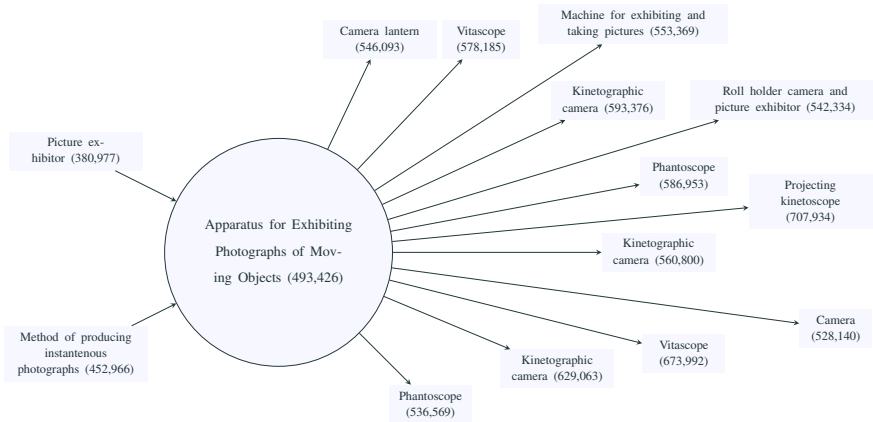 Camera lantern
(546,093)
Vitascope
(578,185)
Machine for exhibiting and
taking pictures (553,369)
Kinetographic
camera (593,376)
Roll holder camera and
picture exhibitor (542,334)
Picture ex-
hibitor (380,977)
Phantoscope
(586,953)
Projecting
kinetoscope
(707,934)
Apparatus for Exhibiting
Photographs of Mov-
ing Objects (493,426)
Kinetographic
camera (560,800)
Camera
(528,140)
Method of producing
instantenous
photographs (452,966)
Vitascope
(673,992)
Kinetographic
camera (629,063)
Phantoscope
(536,569)